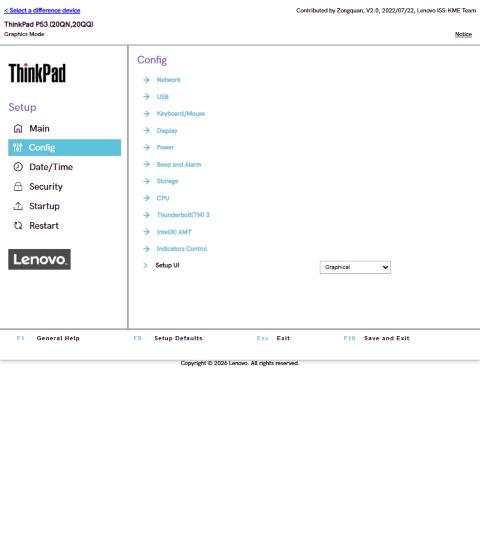 < Select a difference device
Contributed by Zongquan, V2.0, 2022/07/22, Lenovo ISS-KME Team
ThinkPad P53 (20QN,20QQ)
Graphics Mode
Notice
ThinkPad
Setup
Main
Config
Date/Time
Security
Startup
Restart
Lenovo
Config
Network
USB
Keyboard/Mouse
Display
Power
Beep and Alarm
Storage
CPU
Thunderbolt(TM) 3
Intel(R) AMT
Indicators Control
Setup UI
Graphical
F1 General Help
F9 Setup Defaults
Esc Exit
F10 Save and Exit
Copyright © 2026 Lenovo. All rights reserved.